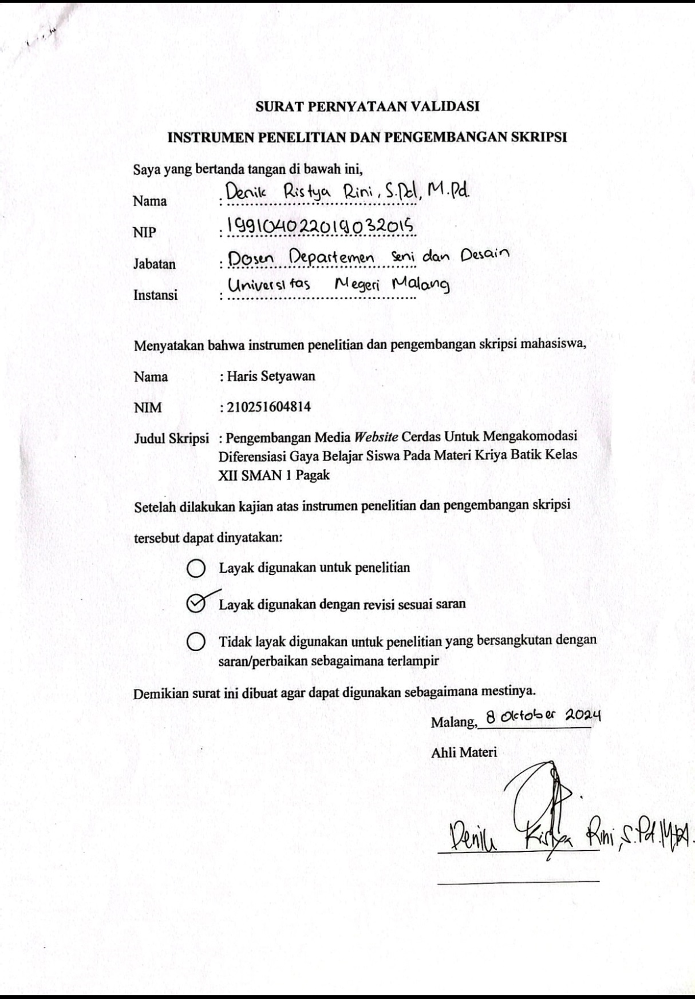 SURAT PERNYATAAN VALIDASI
INSTRUMEN PENELITIAN DAN PENGEMBANGAN SKRIPSI
Saya yang bertanda tangan di bawah ini,
Nama : Denik Ristya Rini, S.Pd, M.Pd.
NIP : 199104022019032015
Jabatan : Dosen Departemen Seni dan Desain
Instansi : Universitas Negeri Malang
Menyatakan bahwa instrumen penelitian dan pengembangan skripsi mahasiswa,
Nama : Haris Setyawan
NIM : 210251604814
Judul Skripsi : Pengembangan Media Website Cerdas Untuk Mengakomodasi
Diferensiasi Gaya Belajar Siswa Pada Materi Kriya Batik Kelas
XII SMAN 1 Pagak
Setelah dilakukan kajian atas instrumen penelitian dan pengembangan skripsi
tersebut dapat dinyatakan:
Layak digunakan untuk penelitian
Layak digunakan dengan revisi sesuai saran
Tidak layak digunakan untuk penelitian yang bersangkutan dengan
saran/perbaikan sebagaimana terlampir
Demikian surat ini dibuat agar dapat digunakan sebagaimana mestinya.
Malang, 8 Oktober 2024
Ahli Materi
Denik Ristya Rini, S.Pd. M.Pd.